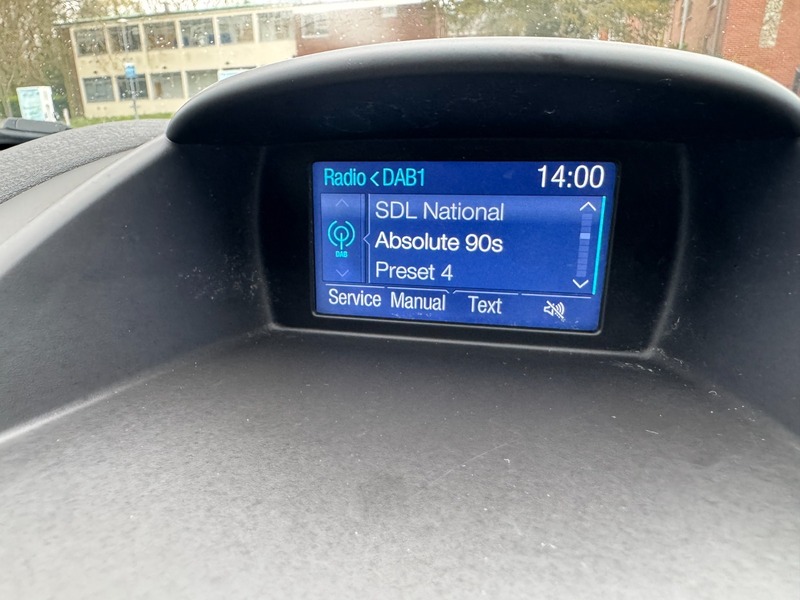 Radio < DAB1 14:00
SDL National
Absolute 90s
DAB
Preset 4
Service Manual Text